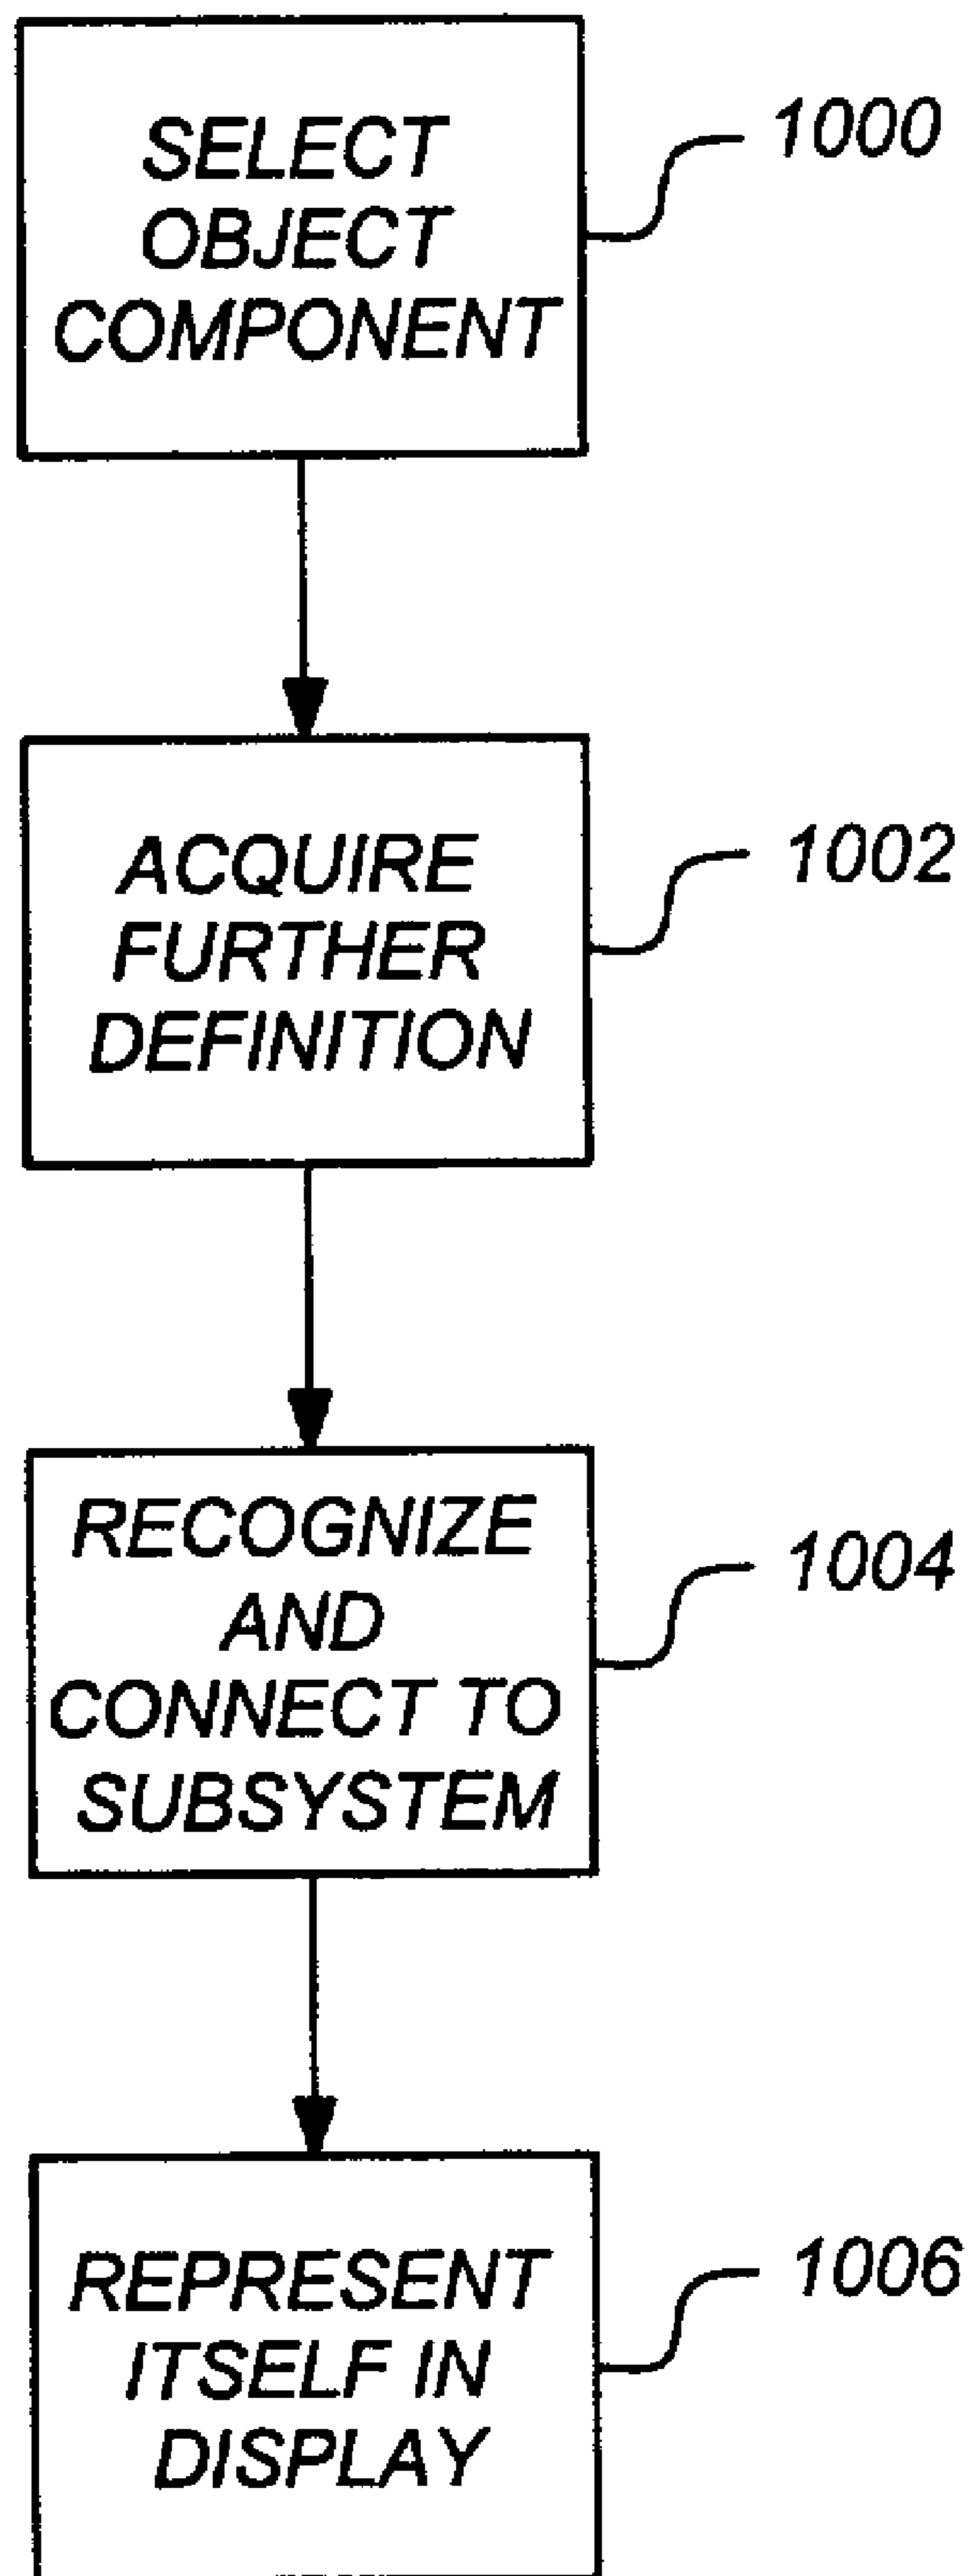 SELECT
OBJECT
COMPONENT
1000
ACQUIRE
FURTHER
DEFINITION
1002
RECOGNIZE
AND
CONNECT TO
SUBSYSTEM
1004
REPRESENT
ITSELF IN
DISPLAY
1006